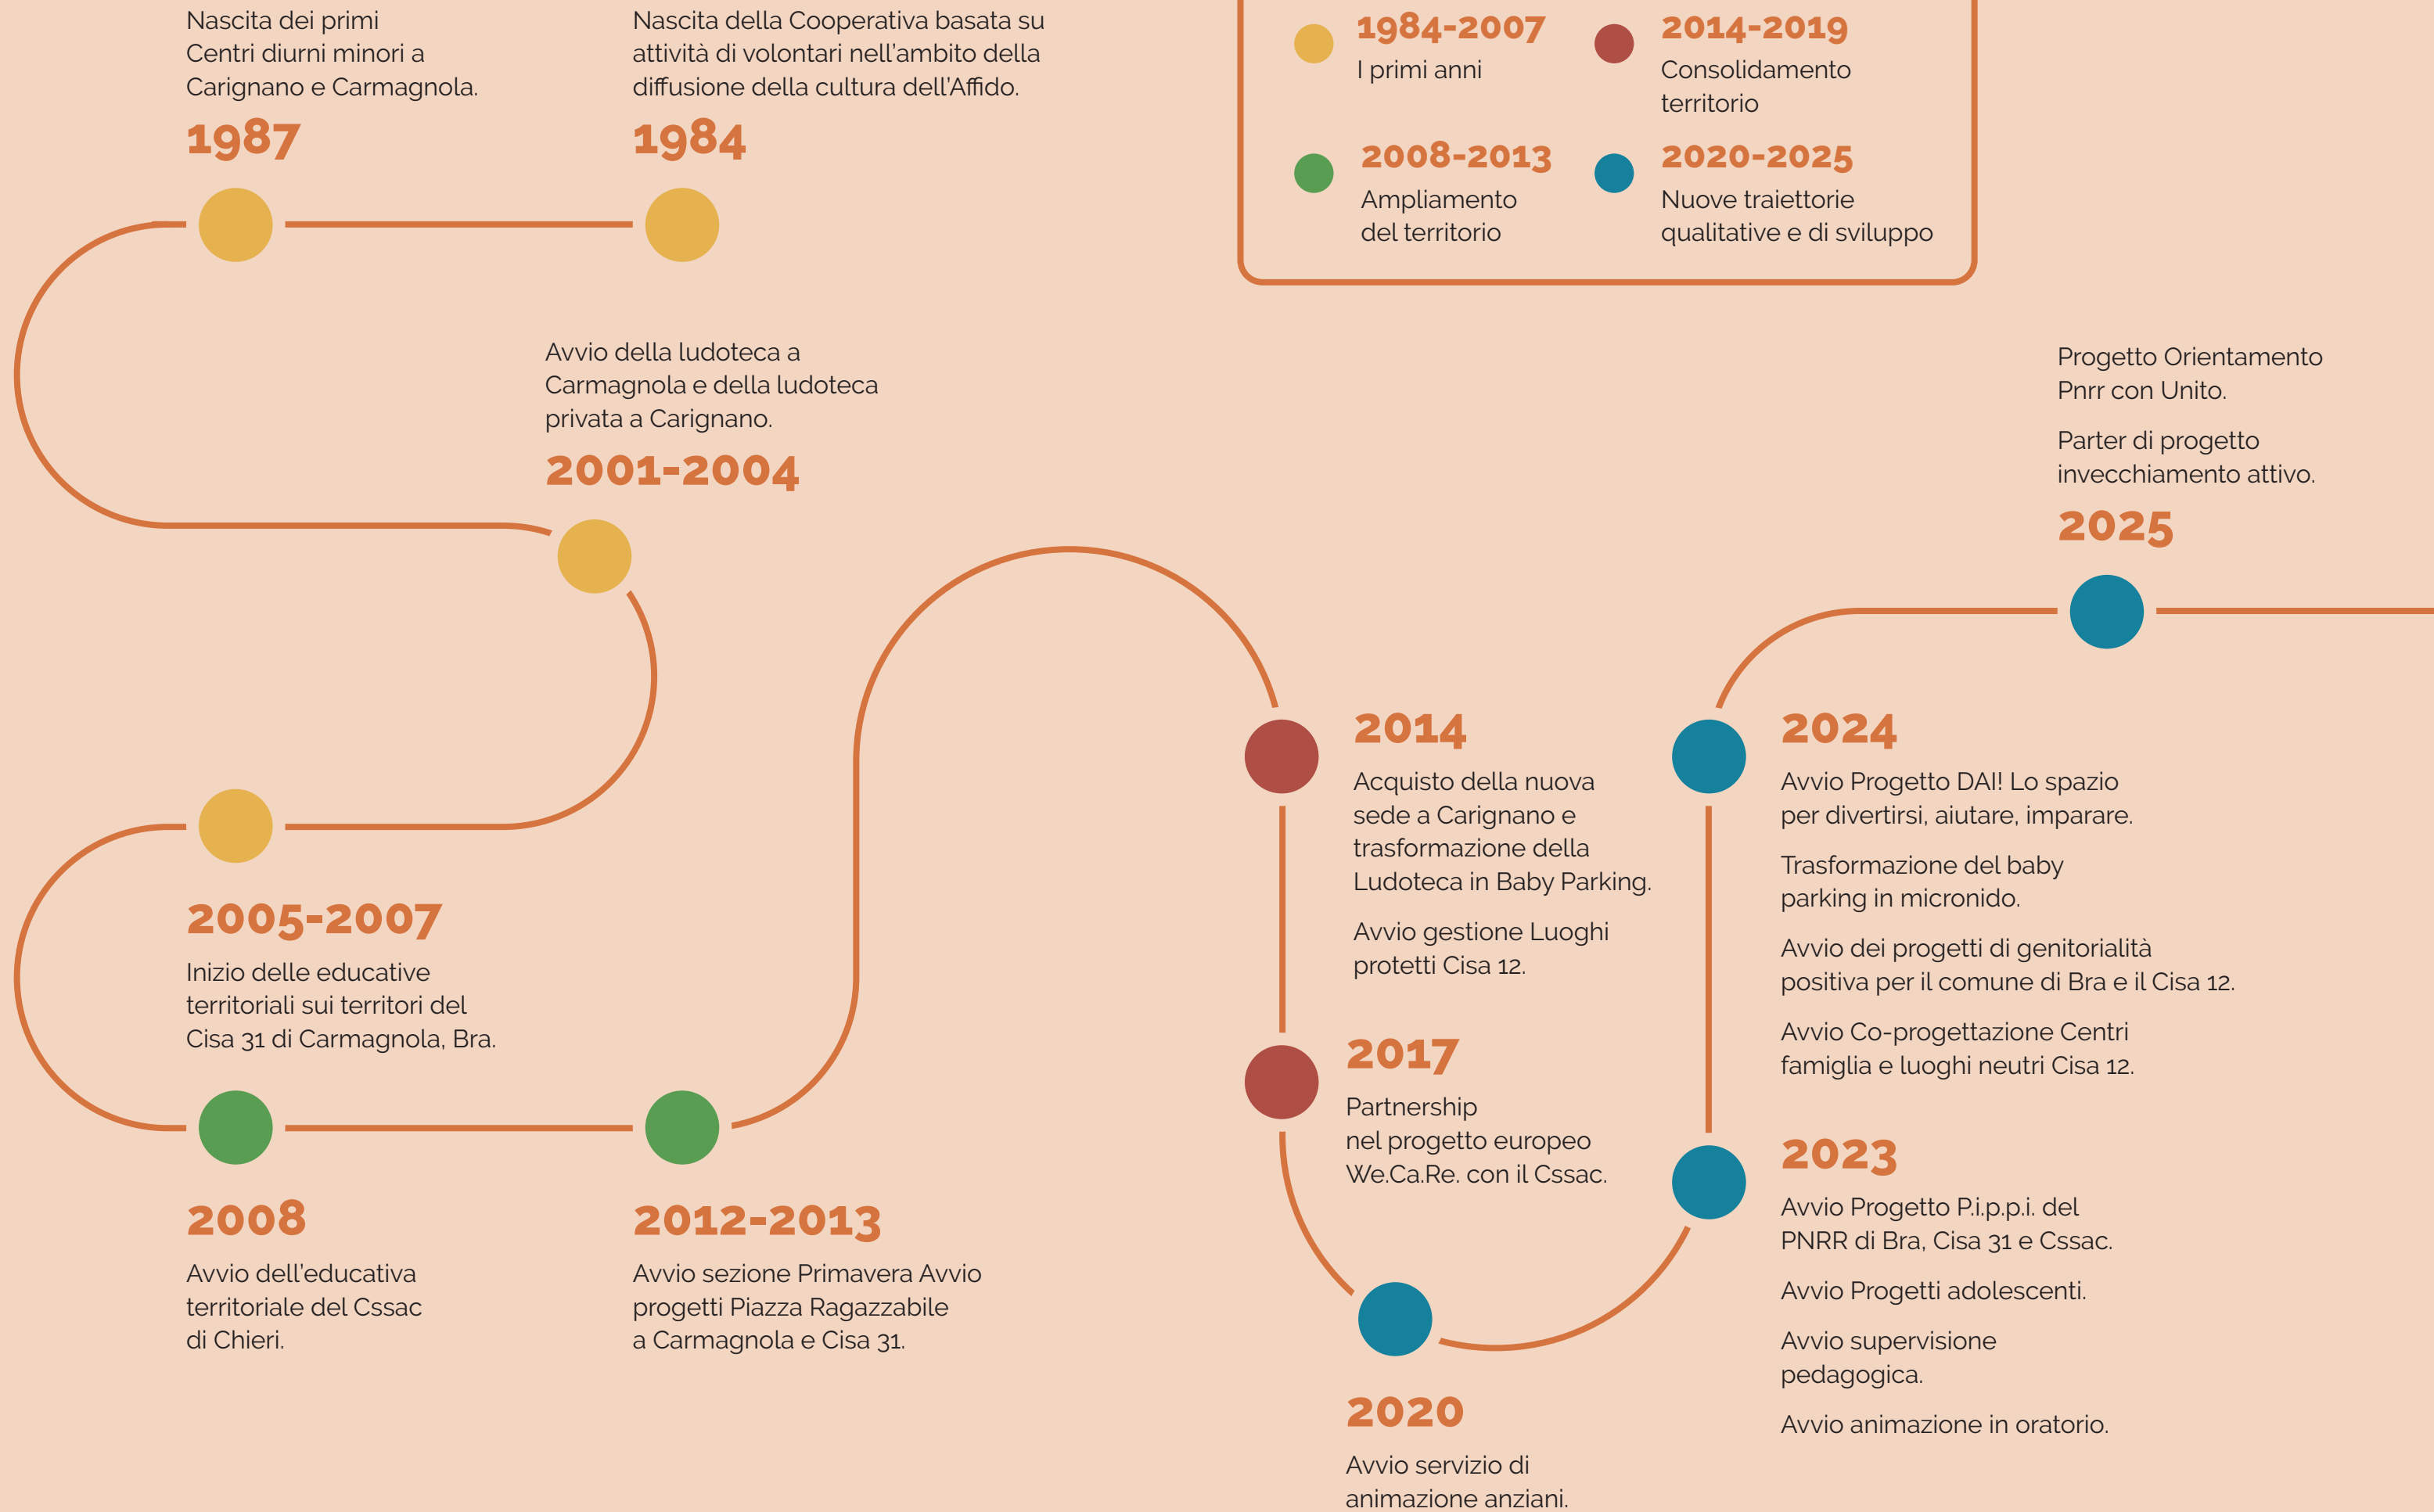 Nascita dei primi
Centri diurni minori a
Carignano e Carmagnola.
1987
Nascita della Cooperativa basata su
attività di volontari nell'ambito della
diffusione della cultura dell'Affido.
1984
1984-2007
I primi anni
2014-2019
Consolidamento
territorio
2008-2013
Ampliamento
del territorio
2020-2025
Nuove traiettorie
qualitative e di sviluppo
Avvio della ludoteca a
Carmagnola e della ludoteca
privata a Carignano.
2001-2004
2005-2007
Inizio delle educative
territoriali sui territori del
Cisa 31 di Carmagnola, Bra.
2008
Avvio dell'educativa
territoriale del Cssac
di Chieri.
2012-2013
Avvio sezione Primavera Avvio
progetti Piazza Ragazzabile
a Carmagnola e Cisa 31.
2014
Acquisto della nuova
sede a Carignano e
trasformazione della
Ludoteca in Baby Parking.
Avvio gestione Luoghi
protetti Cisa 12.
2017
Partnership
nel progetto europeo
We.Ca.Re. con il Cssac.
2020
Avvio servizio di
animazione anziani.
2023
Avvio Progetto P.i.p.p.i. del
PNRR di Bra, Cisa 31 e Cssac.
Avvio Progetti adolescenti.
Avvio supervisione
pedagogica.
Avvio animazione in oratorio.
2024
Avvio Progetto DAI! Lo spazio
per divertirsi, aiutare, imparare.
Trasformazione del baby
parking in micronido.
Avvio dei progetti di genitorialità
positiva per il comune di Bra e il Cisa 12.
Avvio Co-progettazione Centri
famiglia e luoghi neutri Cisa 12.
Progetto Orientamento
Pnrr con Unito.
Parter di progetto
invecchiamento attivo.
2025